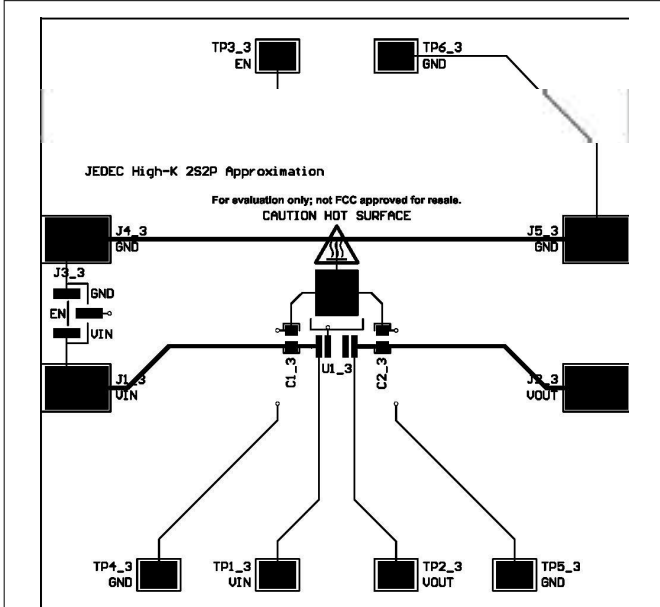 TP3_3
EN
TP6_3
GND
JEDEC High-K 2S2P Approximation
For evaluation only; not FCC approved for resale.
CAUTION HOT SURFACE
J4_3
GND
J5_3
GND
J3_3
GND
EN
VIN
J1_3
VIN
C1_3
U1_3
C2_3
J2_3
VOUT
TP4_3
GND
TP1_3
VIN
TP2_3
VOUT
TP5_3
GND